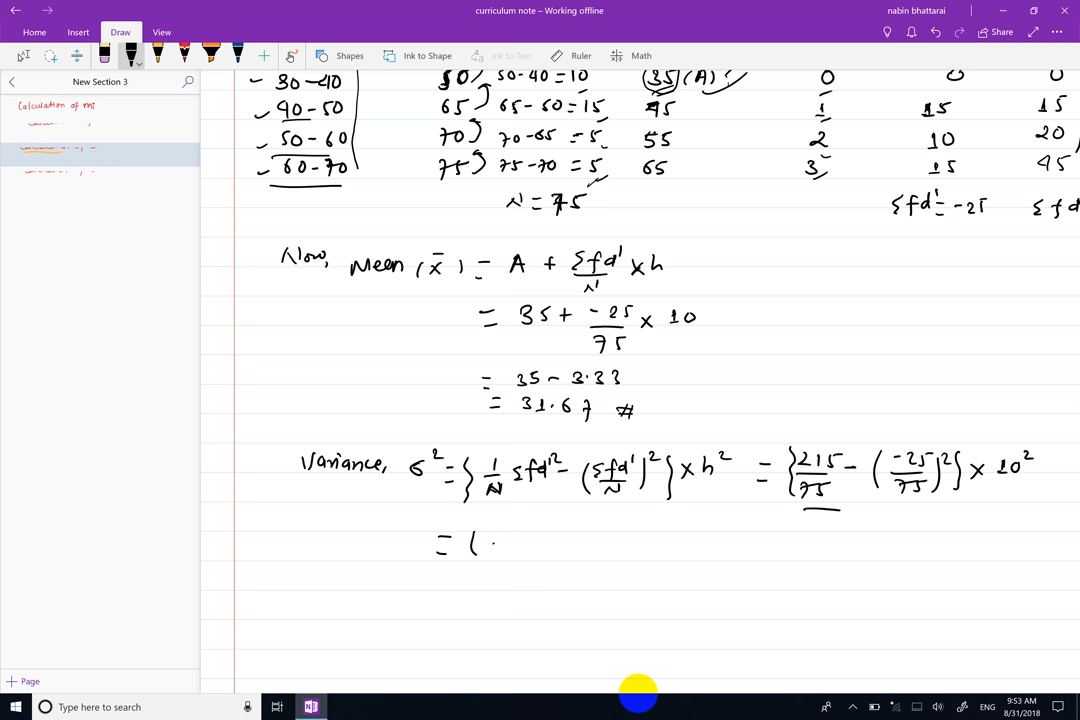 curriculum note – Working offline
nabin bhattarai
Home Insert Draw View
Share
Shapes Ink to Shape Ink to Text Ruler Math
New Section 3
Calculation of mi
30-40 50 50-40=10 35 (A) 0 0 0
40-50 65 65-50=15 45 1 15 15
50-60 70 70-65=5 55 2 10 20
60-70 75 75-70=5 65 3 15 45
N = 75 Σfd' = -25 Σfd
Now, Mean (x̄) = A + Σfd'/N × h
= 35 + -25/75 × 10
= 35 - 3.33
= 31.67 #
Variance, σ² = {1/N Σfd'² - (Σfd'/N)²} × h² = {215/75 - (-25/75)²} × 10²
= (
+ Page
Type here to search
ENG
9:53 AM
8/31/2018